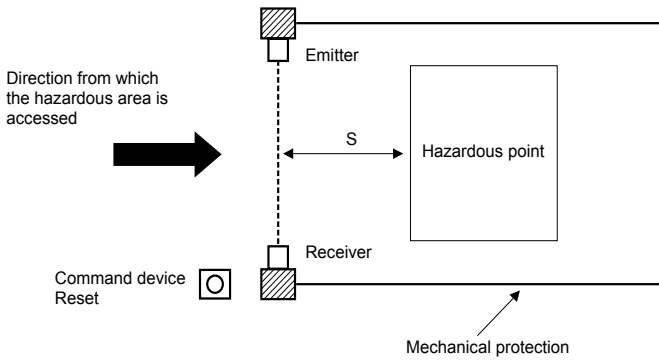 Emitter
Direction from which
the hazardous area is
accessed
S
Hazardous point
Receiver
Command device
Reset
Mechanical protection